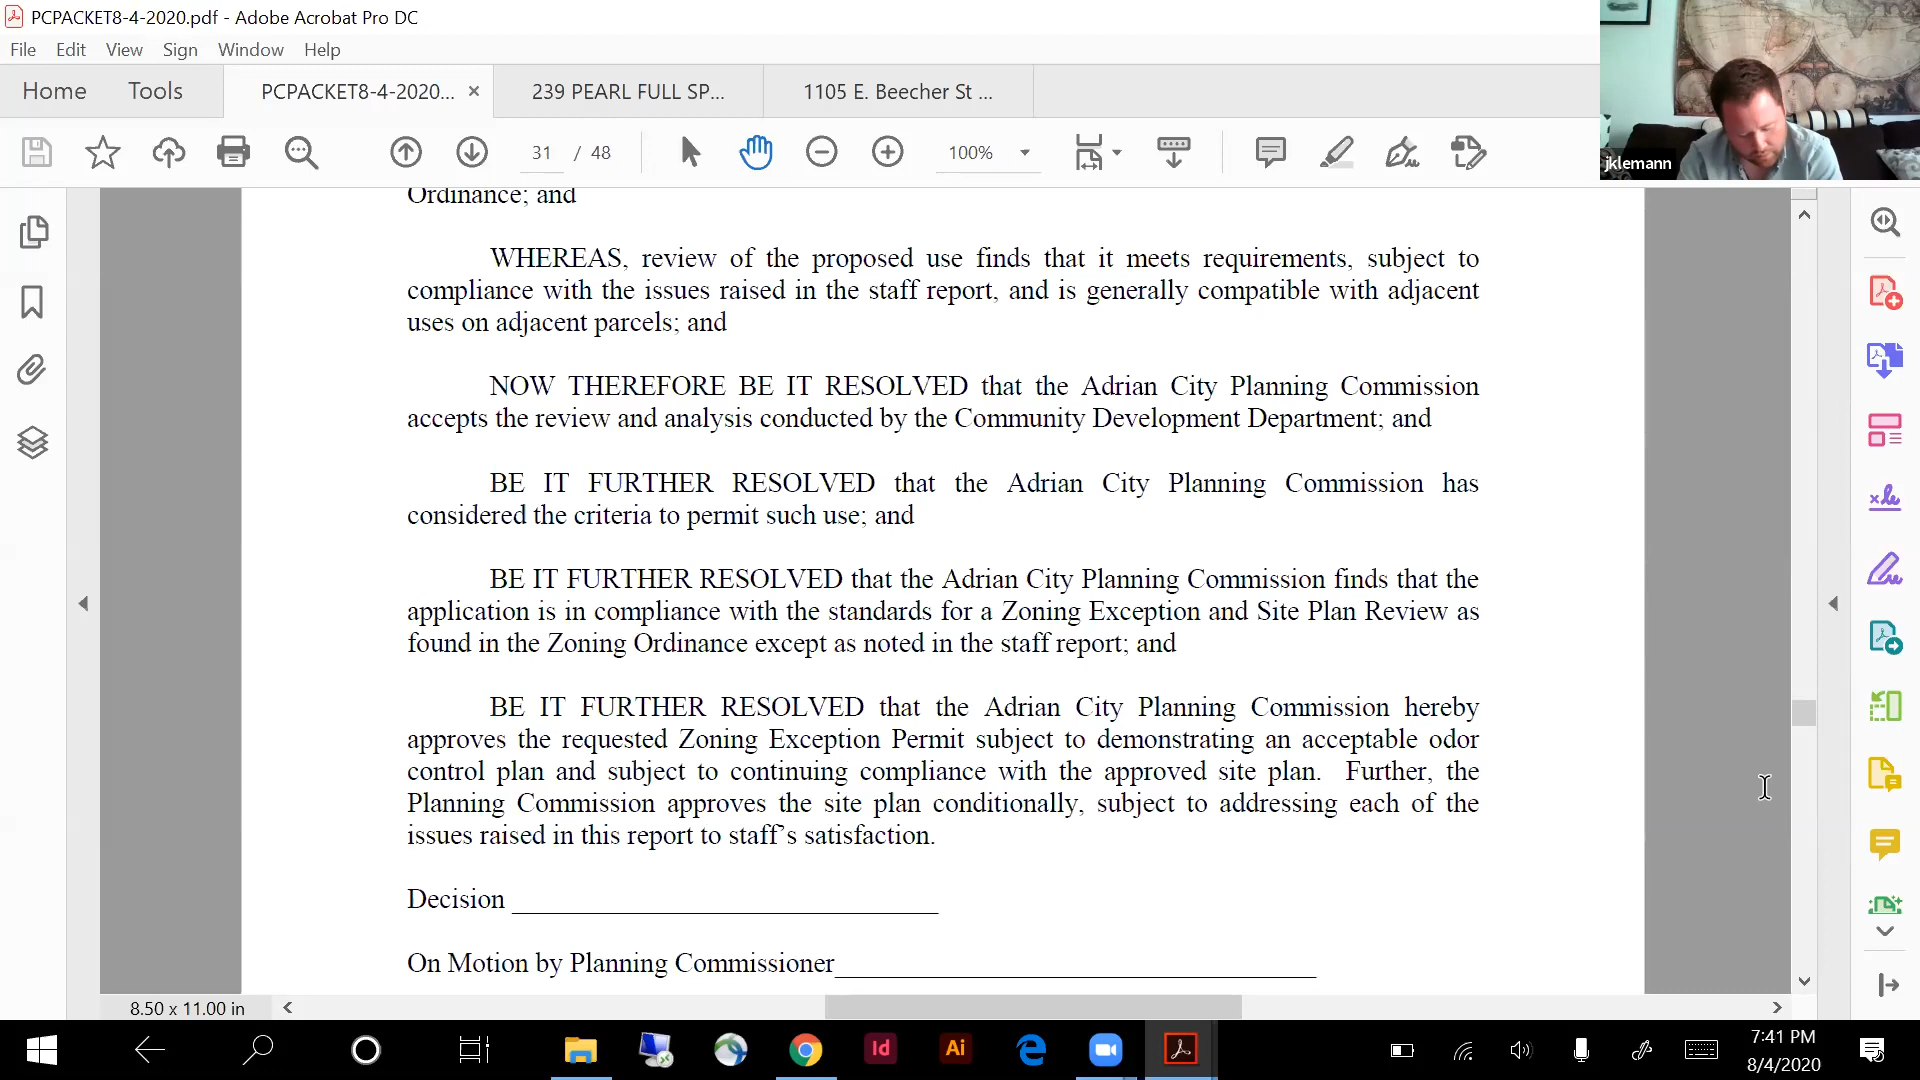 PCPACKET8-4-2020.pdf - Adobe Acrobat Pro DC
File Edit View Sign Window Help
Home Tools PCPACKET8-4-2020... × 239 PEARL FULL SP... 1105 E. Beecher St ...
31 / 48 100%
jklemann
Ordinance; and
WHEREAS, review of the proposed use finds that it meets requirements, subject to
compliance with the issues raised in the staff report, and is generally compatible with adjacent
uses on adjacent parcels; and
NOW THEREFORE BE IT RESOLVED that the Adrian City Planning Commission
accepts the review and analysis conducted by the Community Development Department; and
BE IT FURTHER RESOLVED that the Adrian City Planning Commission has
considered the criteria to permit such use; and
BE IT FURTHER RESOLVED that the Adrian City Planning Commission finds that the
application is in compliance with the standards for a Zoning Exception and Site Plan Review as
found in the Zoning Ordinance except as noted in the staff report; and
BE IT FURTHER RESOLVED that the Adrian City Planning Commission hereby
approves the requested Zoning Exception Permit subject to demonstrating an acceptable odor
control plan and subject to continuing compliance with the approved site plan.  Further, the
Planning Commission approves the site plan conditionally, subject to addressing each of the
issues raised in this report to staff's satisfaction.
Decision _______________________________
On Motion by Planning Commissioner___________________________________
8.50 x 11.00 in
Id Ai
7:41 PM
8/4/2020